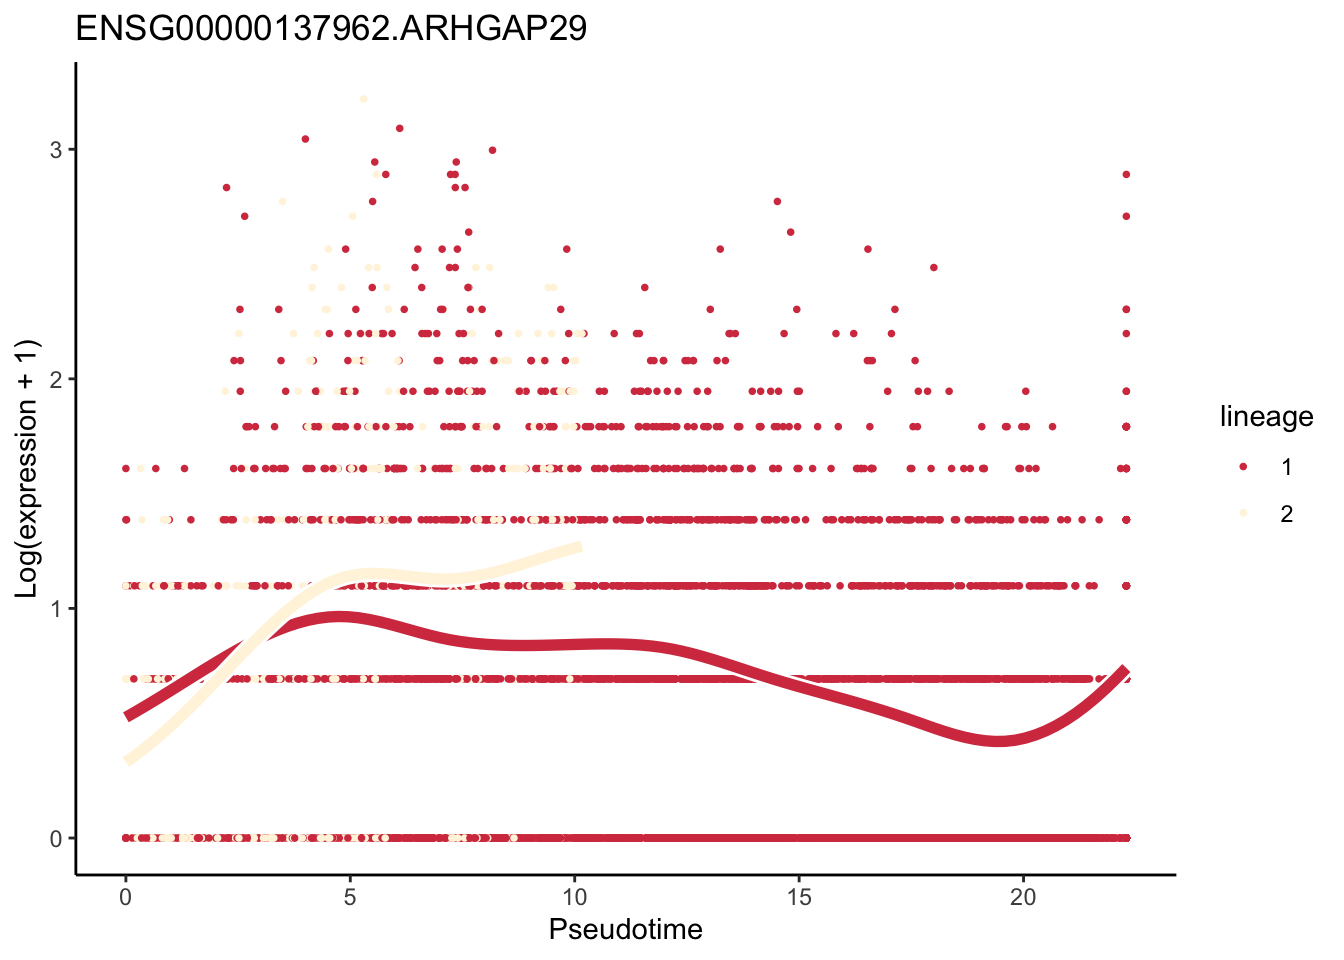 ENSG00000137962.ARHGAP29
3
2
1
0
Log(expression + 1)
0 5 10 15 20
Pseudotime
lineage
1
2